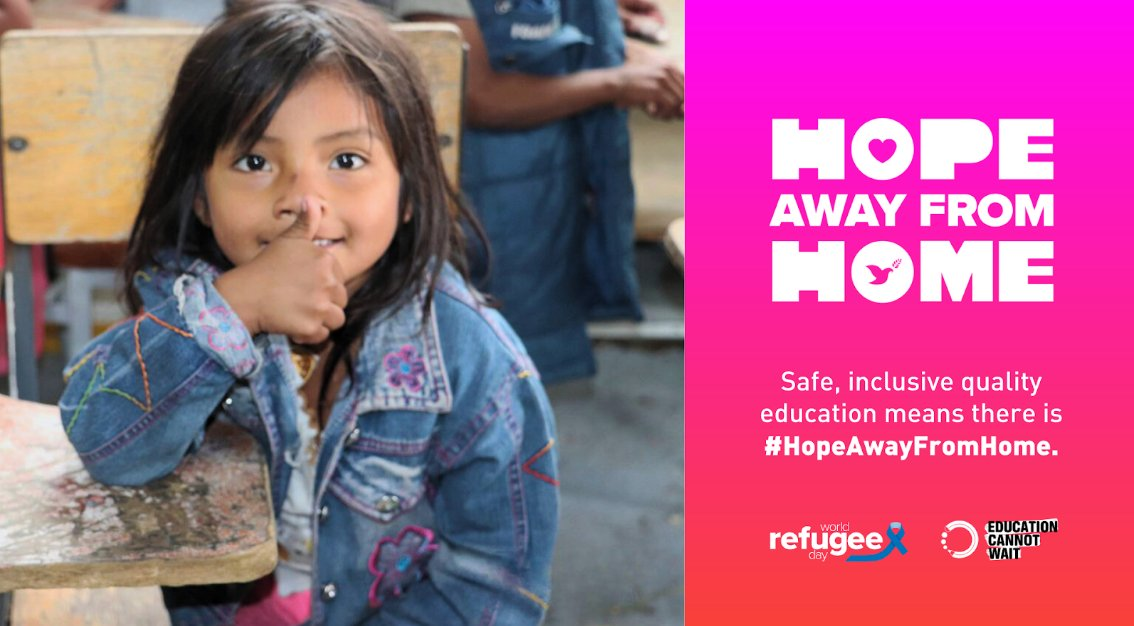 HOPE
AWAY FROM
HOME
Safe, inclusive quality
education means there is
#HopeAwayFromHome.
world
refugee
day
EDUCATION
CANNOT
WAIT